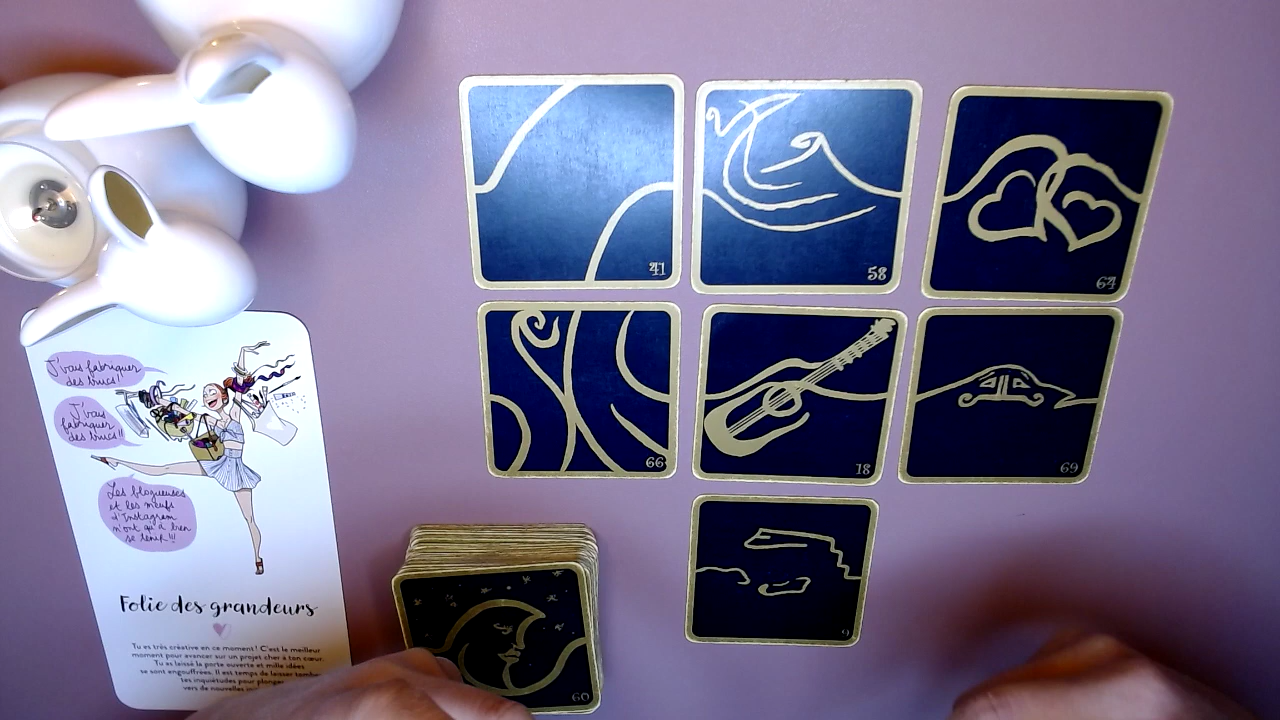 41
58
64
66
18
69
9
60
J'vais fabriquer
des trucs!
J'vais
fabriquer
des trucs!!
Les blogueuses
et les meufs
d'Instagram
n'ont qu'à bien
se tenir!!!
Folie des grandeurs
Tu es très créative en ce moment! C'est le meilleur
moment pour avancer sur un projet cher à ton cœur.
Tu as laissé la porte ouverte et mille idées
se sont engouffrées. Il est temps de laisser
tes inquiétudes pour
vers de nouvelles